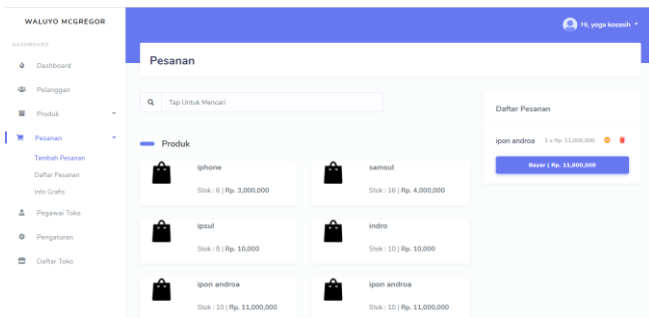 WALUYO MCGREGOR
Hi, yoga kosasih
DASHBOARD
Dashboard
Pelanggan
Produk
Pesanan
Tambah Pesanan
Daftar Pesanan
Info Grafis
Pegawai Toko
Pengaturan
Daftar Toko
Pesanan
Tap Untuk Mencari
Produk
iphone
Stok : 6 | Rp. 3,000,000
samsul
Stok : 16 | Rp. 4,000,000
ipsul
Stok : 8 | Rp. 10,000
indro
Stok : 10 | Rp. 10,000
ipon androa
Stok : 10 | Rp. 11,000,000
ipon androa
Stok : 10 | Rp. 11,000,000
Daftar Pesanan
ipon androa 1 x Rp. 11,000,000
Bayar | Rp. 11,000,000